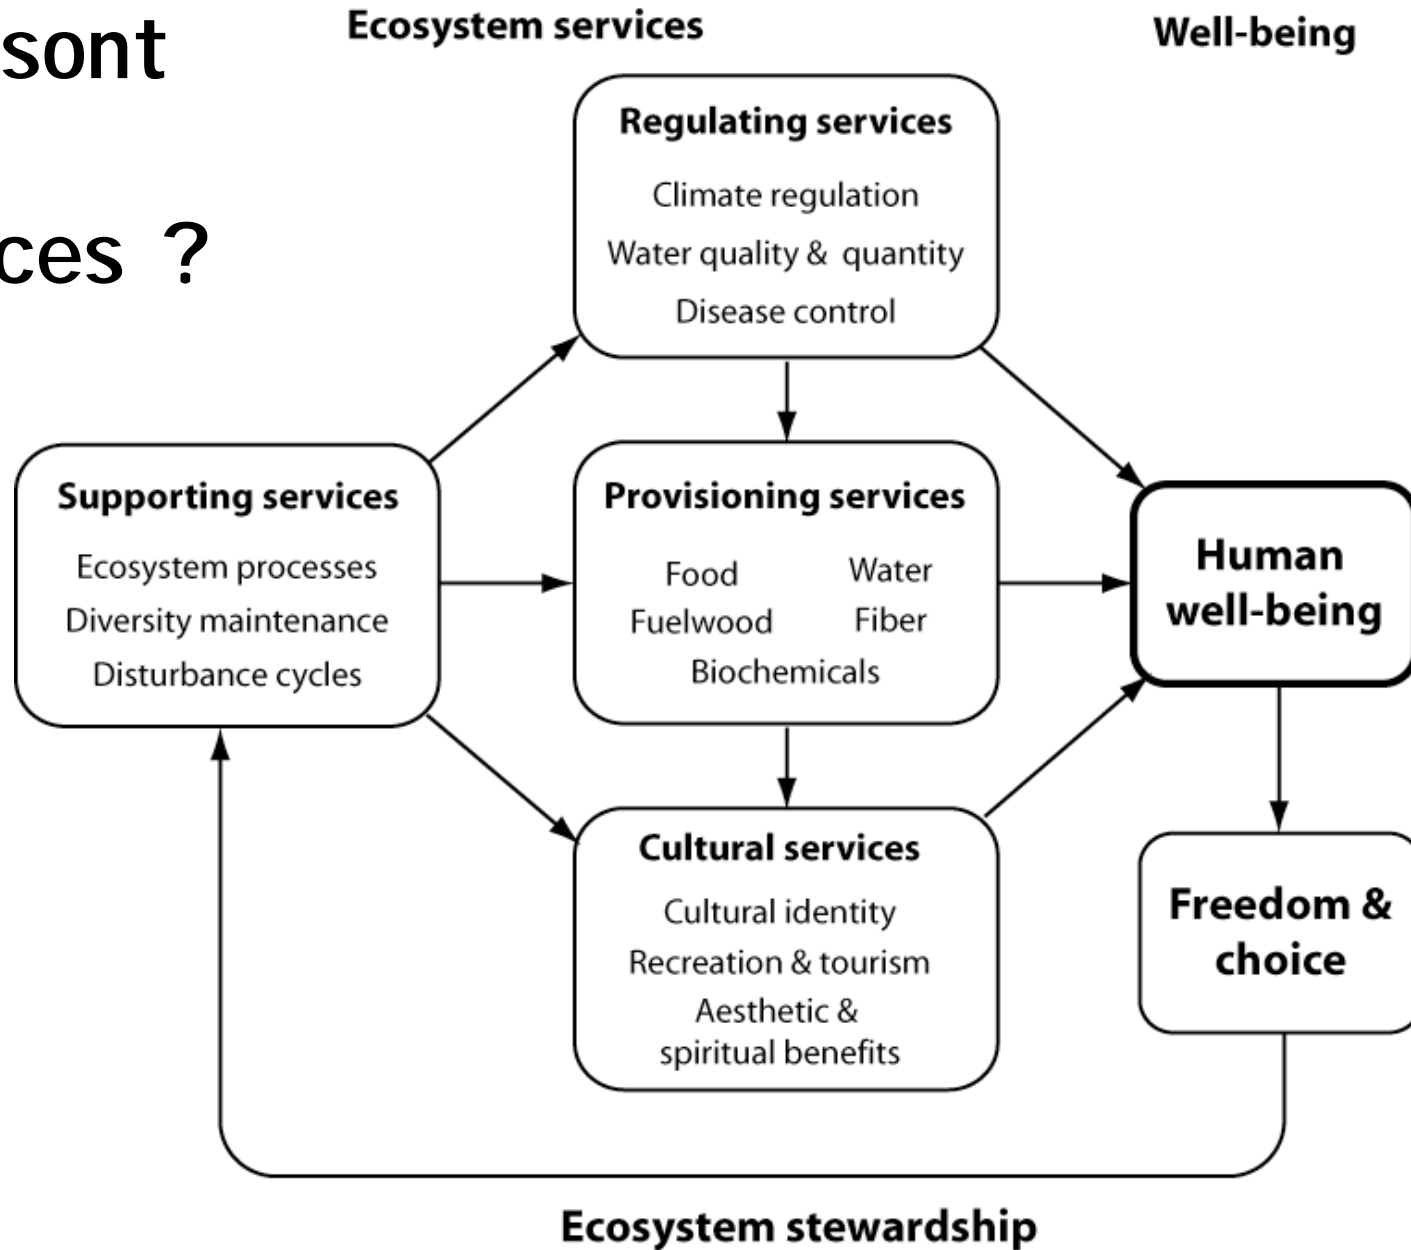 sont
ces ?
Ecosystem services
Well-being
Regulating services
Climate regulation
Water quality & quantity
Disease control
Supporting services
Ecosystem processes
Diversity maintenance
Disturbance cycles
Provisioning services
Food Water
Fuelwood Fiber
Biochemicals
Human
well-being
Cultural services
Cultural identity
Recreation & tourism
Aesthetic &
spiritual benefits
Freedom &
choice
Ecosystem stewardship